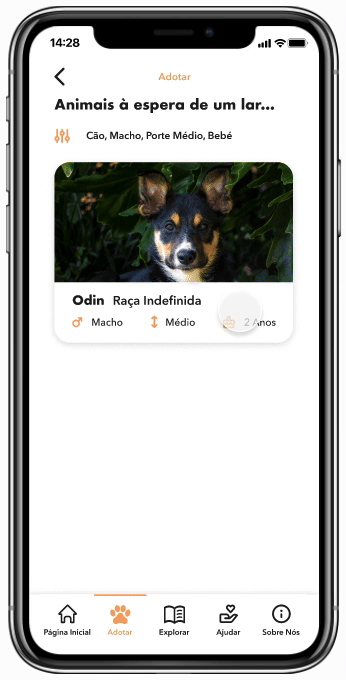 14:28
Adotar
Animais à espera de um lar...
Cão, Macho, Porte Médio, Bebé
Odin Raça Indefinida
Macho Médio 2 Anos
Página Inicial Adotar Explorar Ajudar Sobre Nós